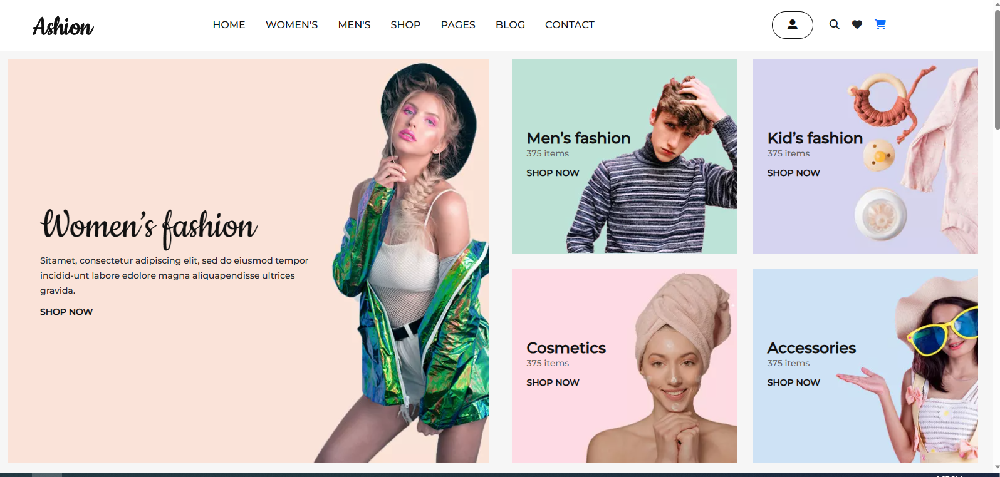 Ashion
HOME WOMEN'S MEN'S SHOP PAGES BLOG CONTACT
Women’s fashion
Sitamet, consectetur adipiscing elit, sed do eiusmod tempor
incidid-unt labore edolore magna aliquapendisse ultrices
gravida.
SHOP NOW
Men’s fashion
375 items
SHOP NOW
Kid’s fashion
375 items
SHOP NOW
Cosmetics
375 items
SHOP NOW
Accessories
375 items
SHOP NOW